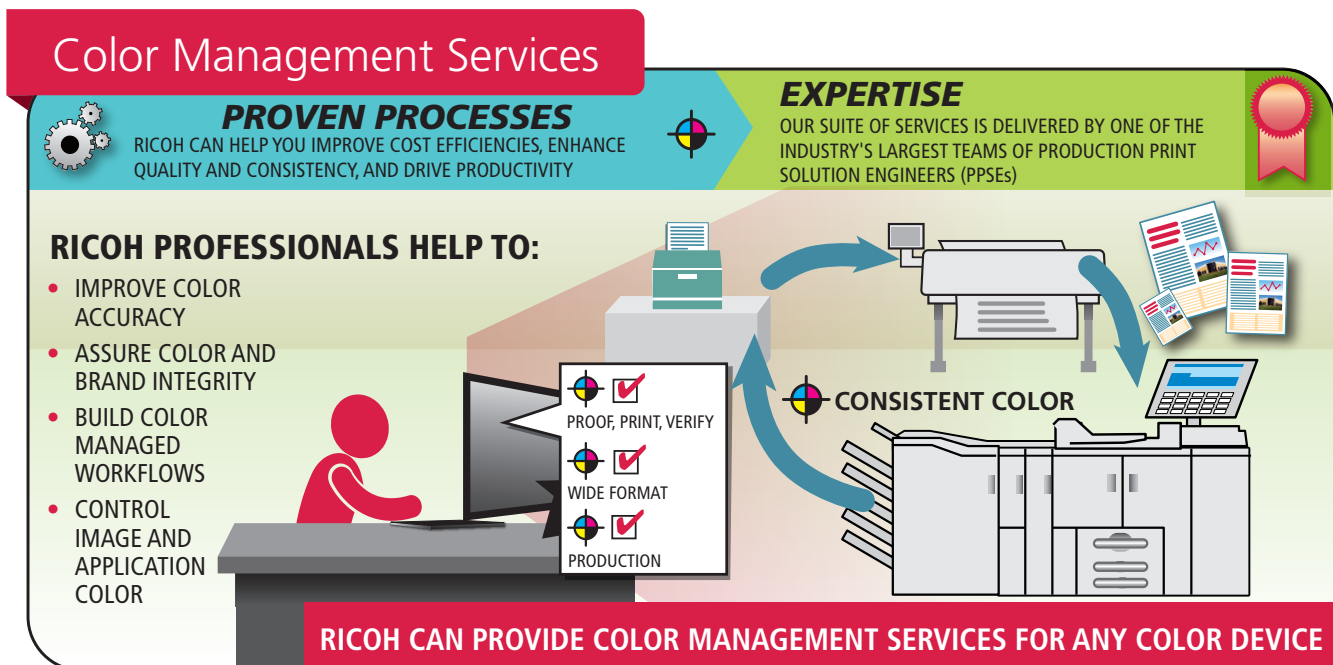 Color Management Services
PROVEN PROCESSES
RICOH CAN HELP YOU IMPROVE COST EFFICIENCIES, ENHANCE
QUALITY AND CONSISTENCY, AND DRIVE PRODUCTIVITY
EXPERTISE
OUR SUITE OF SERVICES IS DELIVERED BY ONE OF THE
INDUSTRY'S LARGEST TEAMS OF PRODUCTION PRINT
SOLUTION ENGINEERS (PPSEs)
RICOH PROFESSIONALS HELP TO:
• IMPROVE COLOR
ACCURACY
• ASSURE COLOR AND
BRAND INTEGRITY
• BUILD COLOR
MANAGED
WORKFLOWS
• CONTROL
IMAGE AND
APPLICATION
COLOR
PROOF, PRINT, VERIFY
WIDE FORMAT
PRODUCTION
CONSISTENT COLOR
RICOH CAN PROVIDE COLOR MANAGEMENT SERVICES FOR ANY COLOR DEVICE